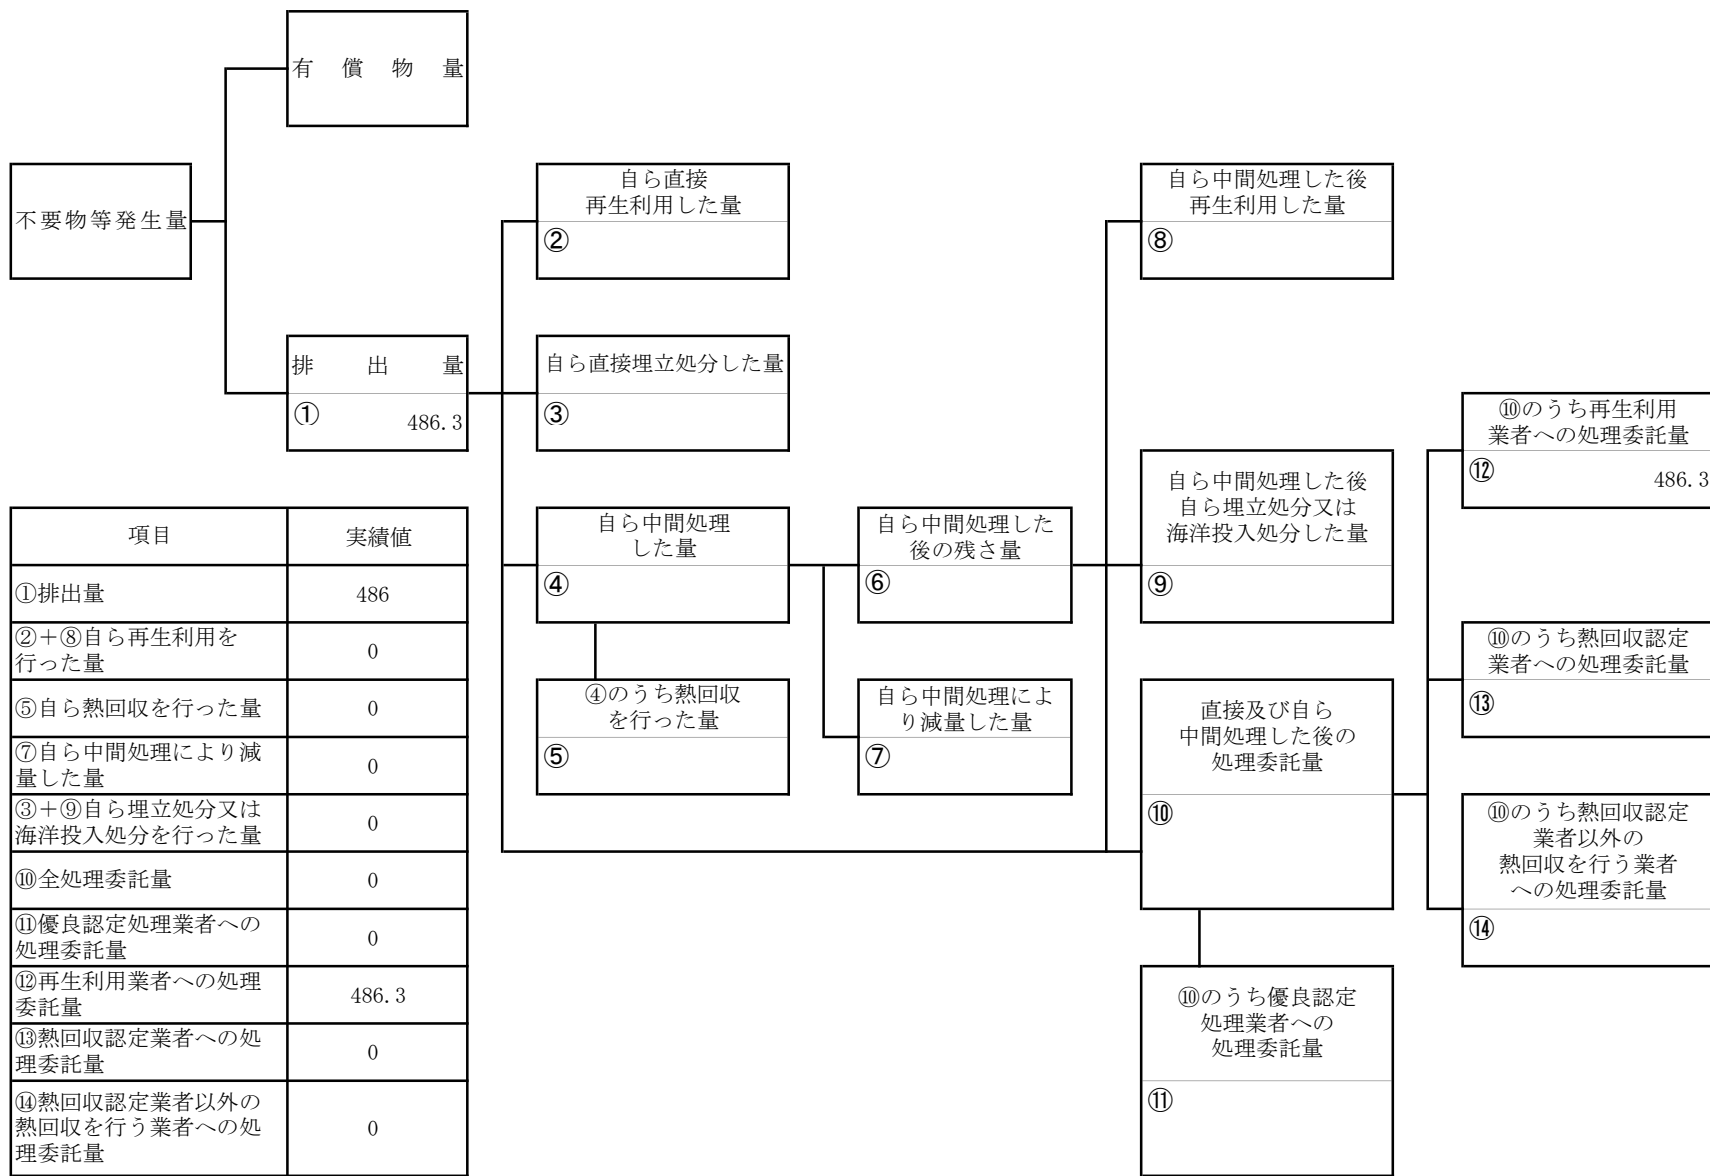 有償物量
不要物等発生量
排出量
①
486.3
自ら直接
再生利用した量
②
自ら直接埋立処分した量
③
自ら中間処理
した量
④
④のうち熱回収
を行った量
⑤
自ら中間処理した
後の残さ量
⑥
自ら中間処理によ
り減量した量
⑦
自ら中間処理した後
再生利用した量
⑧
自ら中間処理した後
自ら埋立処分又は
海洋投入処分した量
⑨
直接及び自ら
中間処理した後の
処理委託量
⑩
⑩のうち優良認定
処理業者への
処理委託量
⑪
⑩のうち再生利用
業者への処理委託量
⑫
486.3
⑩のうち熱回収認定
業者への処理委託量
⑬
⑩のうち熱回収認定
業者以外の
熱回収を行う業者
への処理委託量
⑭
項目 実績値
①排出量 486
②＋⑧自ら再生利用を
行った量 0
⑤自ら熱回収を行った量 0
⑦自ら中間処理により減
量した量 0
③＋⑨自ら埋立処分又は
海洋投入処分を行った量 0
⑩全処理委託量 0
⑪優良認定処理業者への
処理委託量 0
⑫再生利用業者への処理
委託量 486.3
⑬熱回収認定業者への処
理委託量 0
⑭熱回収認定業者以外の
熱回収を行う業者への処
理委託量 0